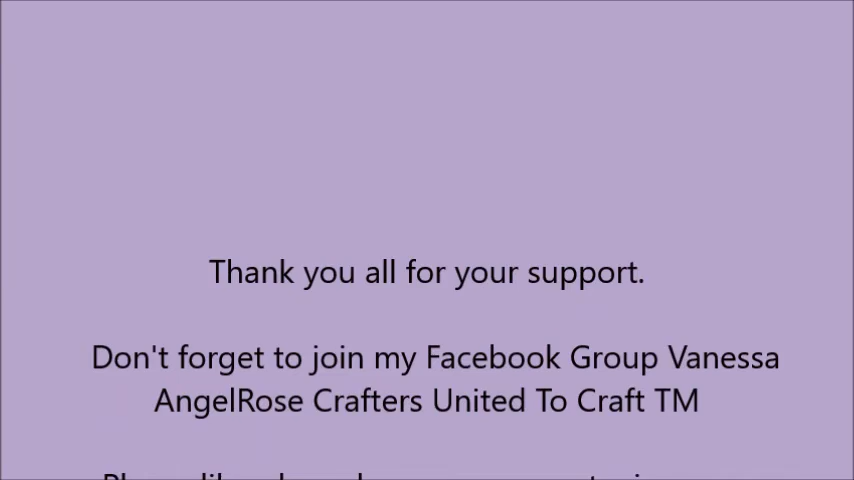 Thank you all for your support.
Don't forget to join my Facebook Group Vanessa
AngelRose Crafters United To Craft TM